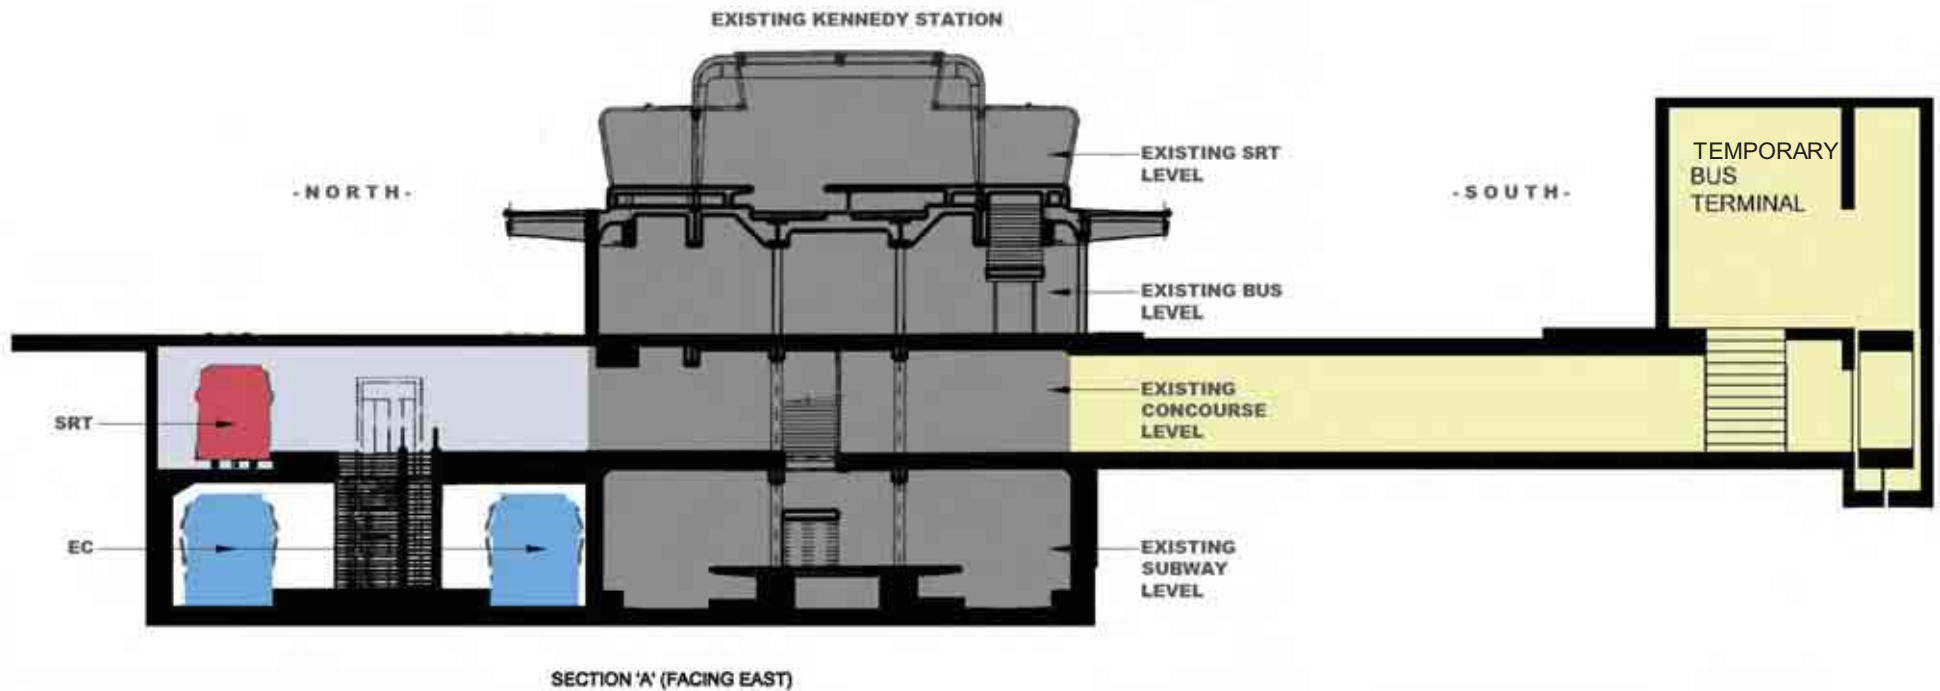 EXISTING KENNEDY STATION
EXISTING SRT
LEVEL
-NORTH-
-SOUTH-
TEMPORARY
BUS
TERMINAL
EXISTING BUS
LEVEL
SRT
EXISTING
CONCOURSE
LEVEL
EC
EXISTING
SUBWAY
LEVEL
SECTION 'A' (FACING EAST)